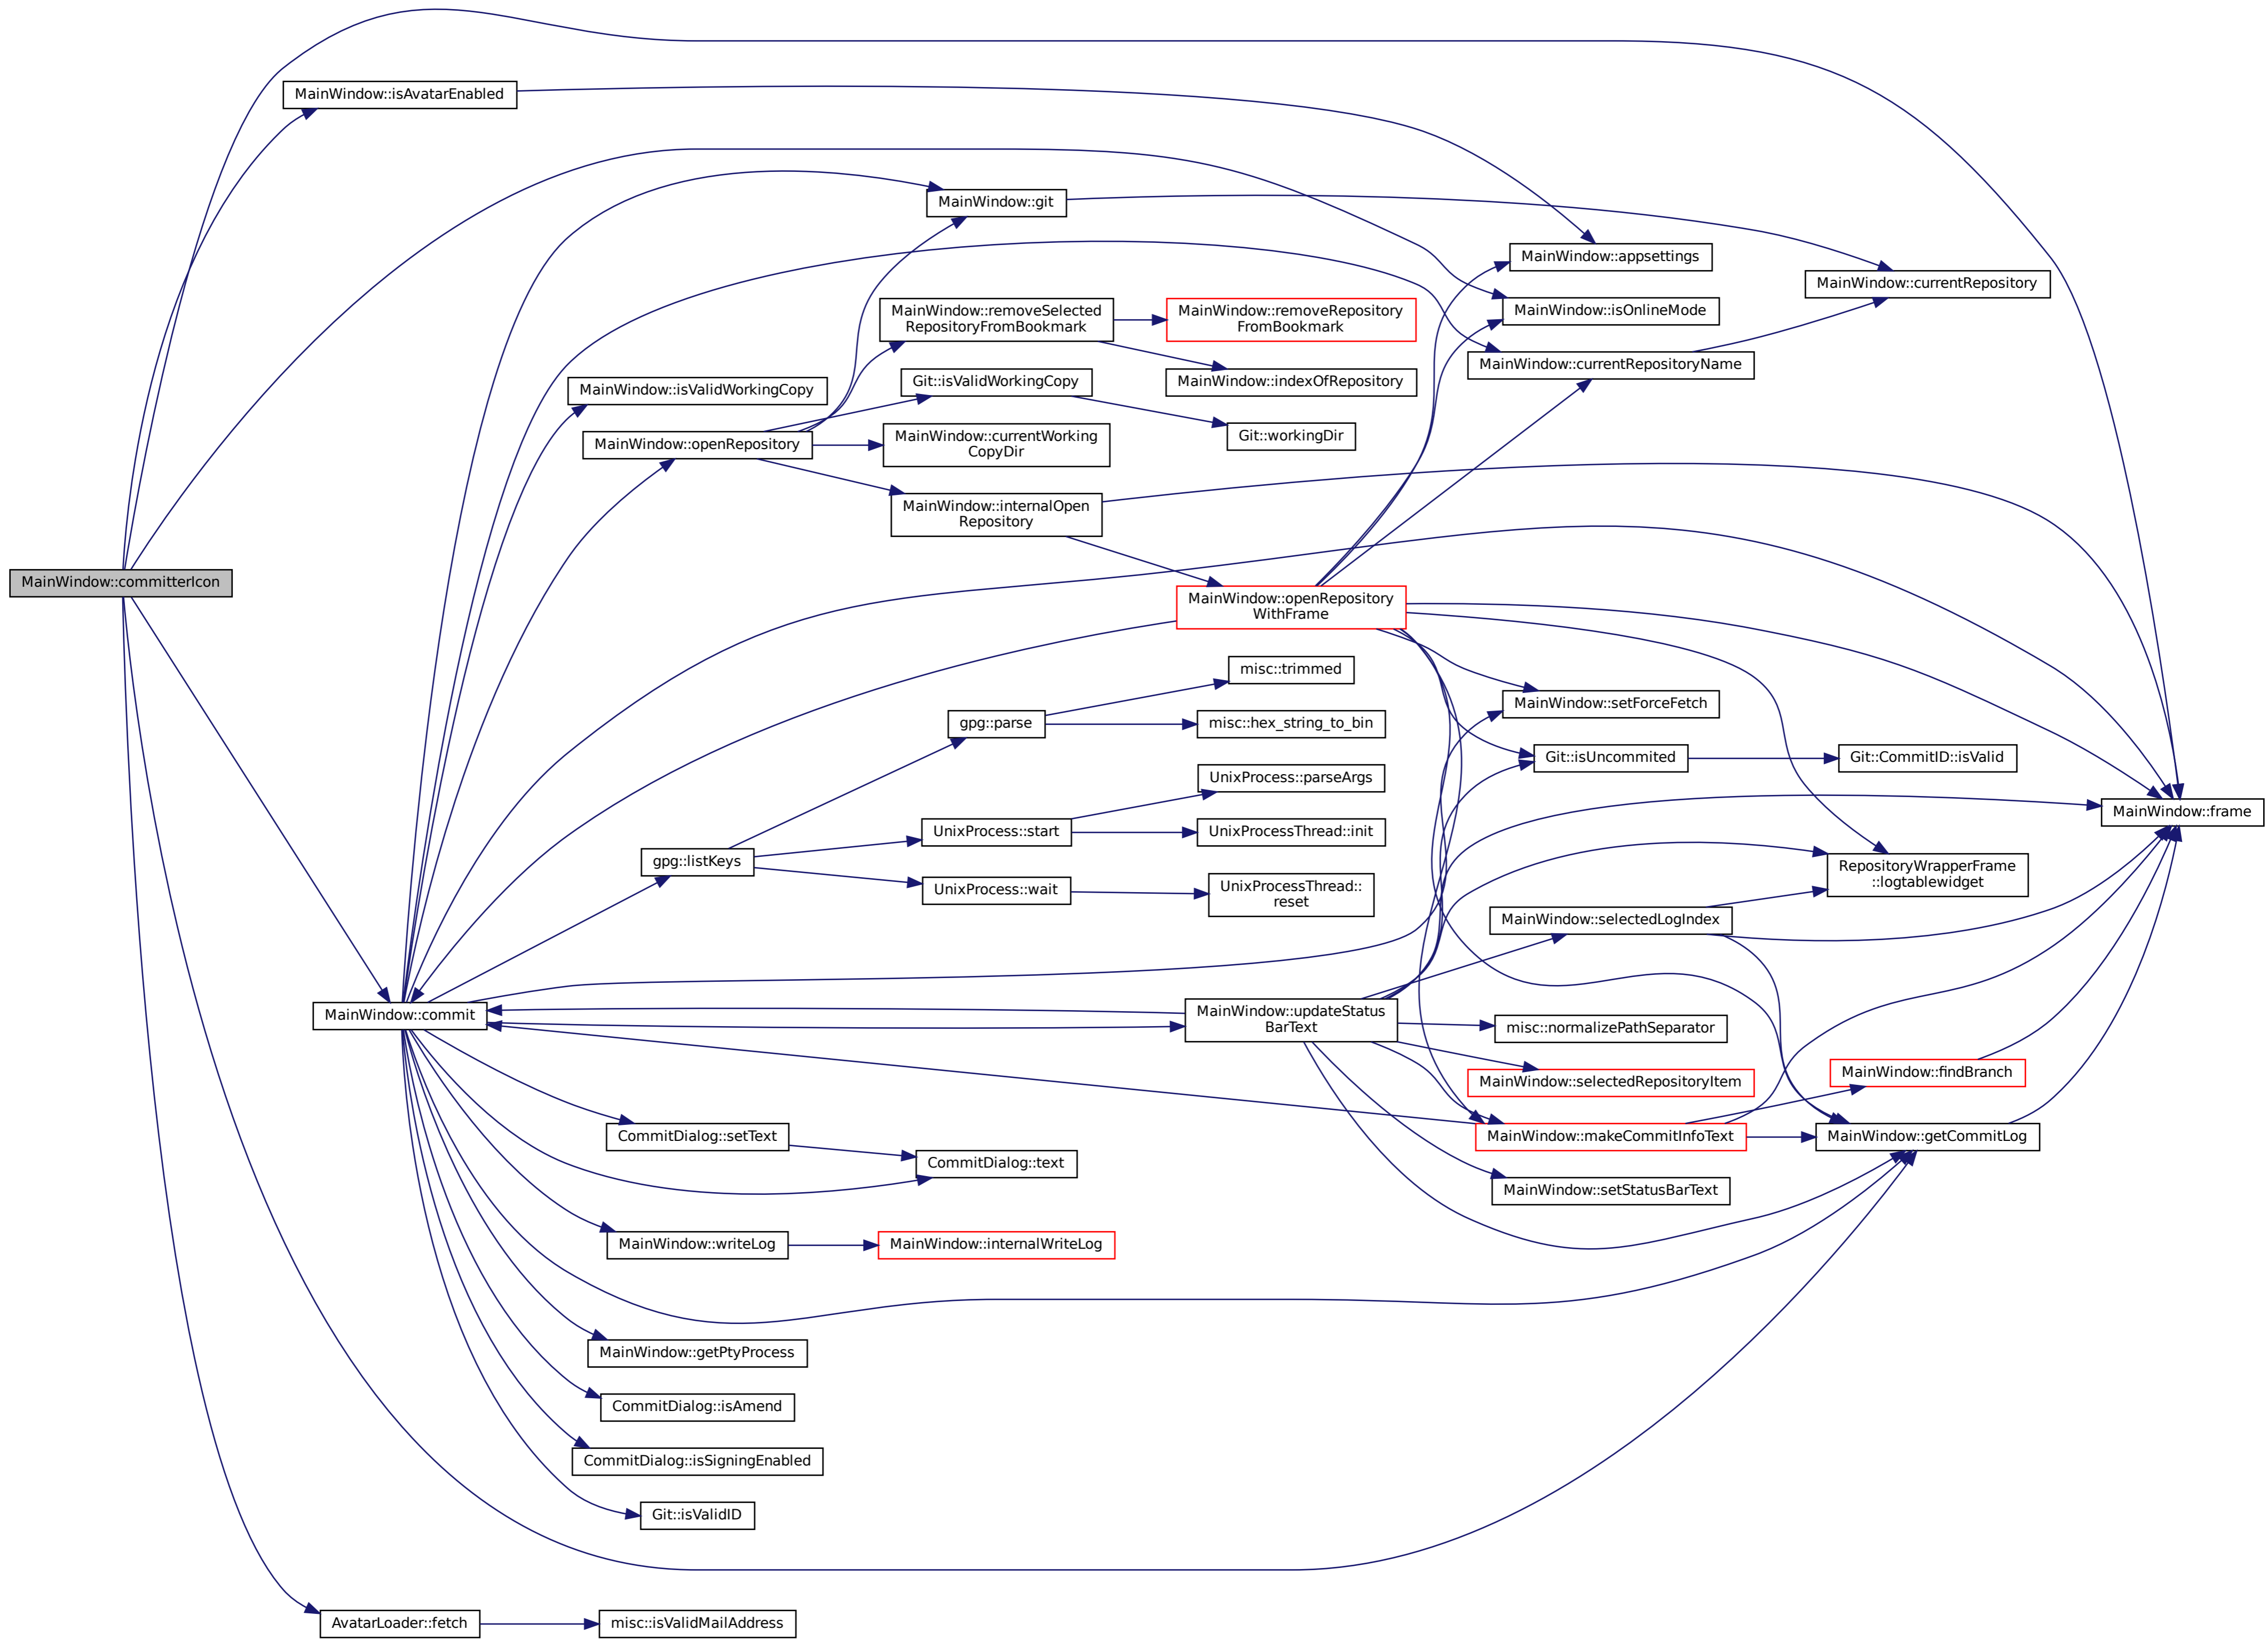 MainWindow::committerIcon
MainWindow::isAvatarEnabled
MainWindow::git
MainWindow::appsettings
MainWindow::currentRepository
MainWindow::removeSelected
RepositoryFromBookmark
MainWindow::removeRepository
FromBookmark
MainWindow::isOnlineMode
MainWindow::currentRepositoryName
MainWindow::isValidWorkingCopy
Git::isValidWorkingCopy
MainWindow::indexOfRepository
MainWindow::openRepository
MainWindow::currentWorking
CopyDir
Git::workingDir
MainWindow::internalOpen
Repository
MainWindow::openRepository
WithFrame
misc::trimmed
gpg::parse
misc::hex_string_to_bin
MainWindow::setForceFetch
Git::isUncommited
Git::CommitID::isValid
UnixProcess::parseArgs
MainWindow::frame
UnixProcess::start
UnixProcessThread::init
gpg::listKeys
UnixProcess::wait
UnixProcessThread::
reset
RepositoryWrapperFrame
::logtablewidget
MainWindow::selectedLogIndex
MainWindow::commit
MainWindow::updateStatus
BarText
misc::normalizePathSeparator
MainWindow::selectedRepositoryItem
MainWindow::findBranch
CommitDialog::setText
MainWindow::makeCommitInfoText
MainWindow::getCommitLog
CommitDialog::text
MainWindow::setStatusBarText
MainWindow::writeLog
MainWindow::internalWriteLog
MainWindow::getPtyProcess
CommitDialog::isAmend
CommitDialog::isSigningEnabled
Git::isValidID
AvatarLoader::fetch
misc::isValidMailAddress